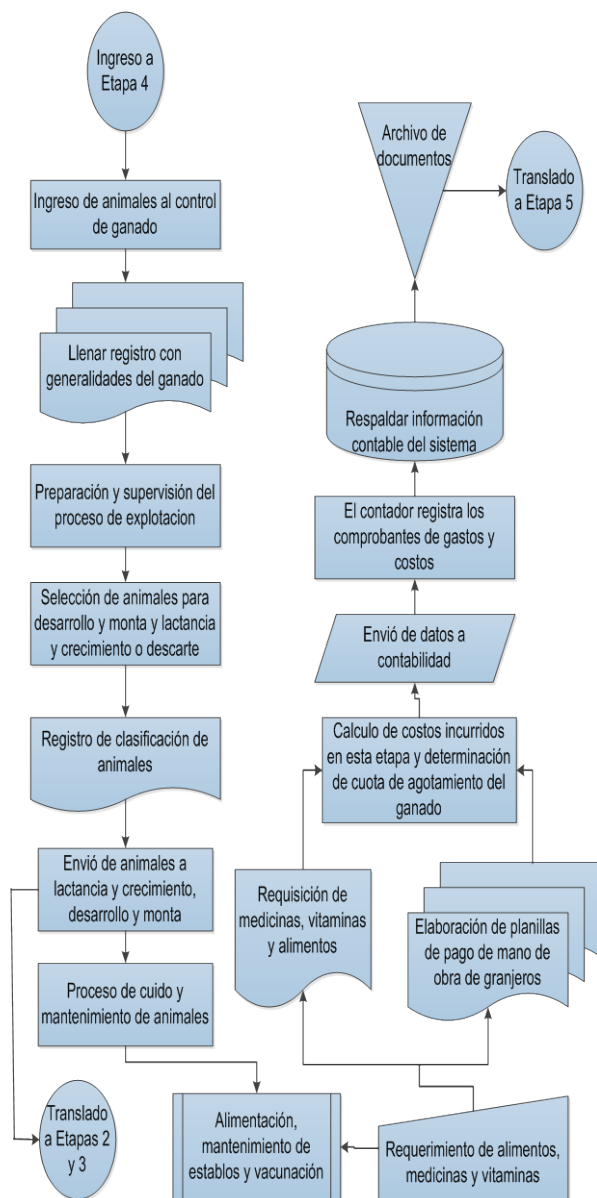 Ingreso a
Etapa 4
Ingreso de animales al control
de ganado
Llenar registro con
generalidades del ganado
Preparación y supervisión del
proceso de explotacion
Selección de animales para
desarrollo y monta y lactancia
y crecimiento o descarte
Registro de clasificación de
animales
Envió de animales a
lactancia y crecimiento,
desarrollo y monta
Proceso de cuido y
mantenimiento de animales
Translado
a Etapas 2
y 3
Alimentación,
mantenimiento de
establos y vacunación
Requerimiento de alimentos,
medicinas y vitaminas
Requisición de
medicinas, vitaminas
y alimentos
Elaboración de planillas
de pago de mano de
obra de granjeros
Calculo de costos incurridos
en esta etapa y determinación
de cuota de agotamiento del
ganado
Envió de datos a
contabilidad
El contador registra los
comprobantes de gastos y
costos
Respaldar información
contable del sistema
Archivo de
documentos
Translado
a Etapa 5